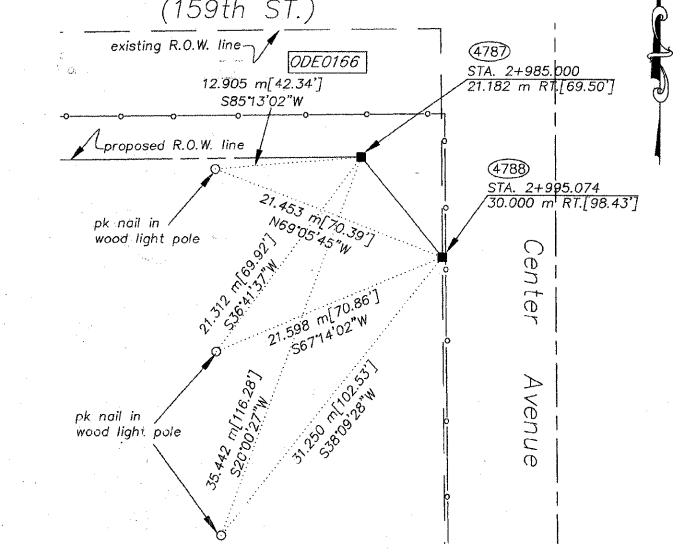 (159th ST.)
existing R.O.W. line
ODE0166
4787
STA. 2+985.000
21.182 m RT.[69.50']
12.905 m[42.34']
S85°13'02"W
proposed R.O.W. line
4788
STA. 2+995.074
30.000 m RT.[98.43']
21.453 m[70.39']
N69°05'45"W
pk nail in
wood light pole
21.312 m[69.92']
S36°41'37"W
21.598 m[70.86']
S67°14'02"W
Center Avenue
pk nail in
wood light pole
35.442 m[116.28']
S20°00'27"W
31.250 m[102.53']
S38°09'28"W